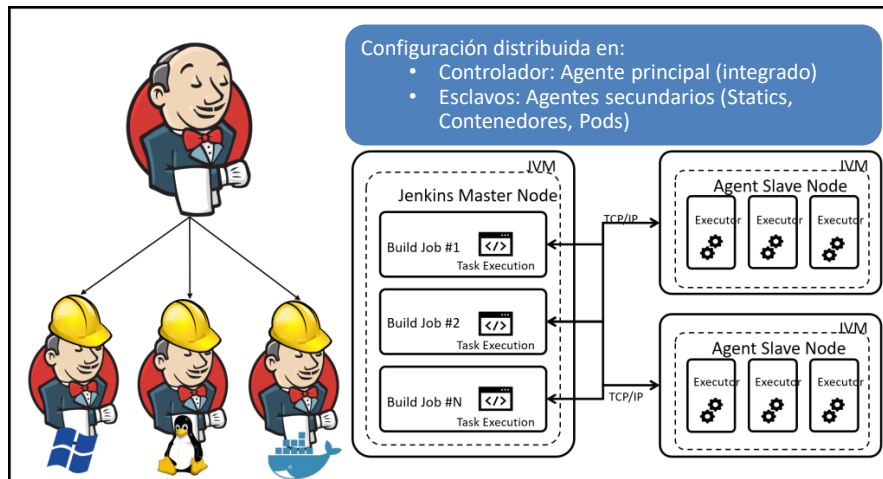 Configuración distribuida en:
• Controlador: Agente principal (integrado)
• Esclavos: Agentes secundarios (Statics,
Contenedores, Pods)
JVM
Jenkins Master Node
Build Job #1
Task Execution
Build Job #2
Task Execution
Build Job #N
Task Execution
TCP/IP
TCP/IP
JVM
Agent Slave Node
Executor Executor Executor
JVM
Agent Slave Node
Executor Executor Executor